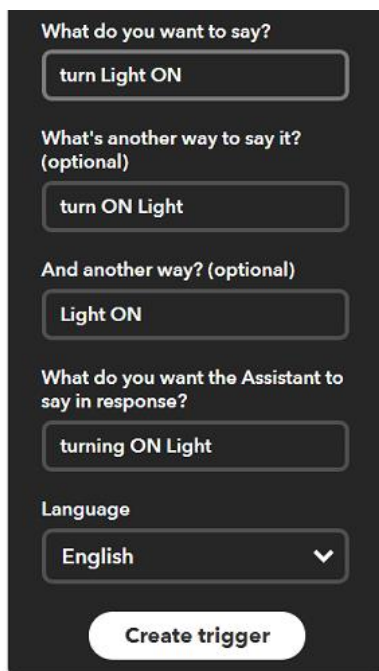 What do you want to say?
turn Light ON
What's another way to say it?
(optional)
turn ON Light
And another way? (optional)
Light ON
What do you want the Assistant to
say in response?
turning ON Light
Language
English
Create trigger